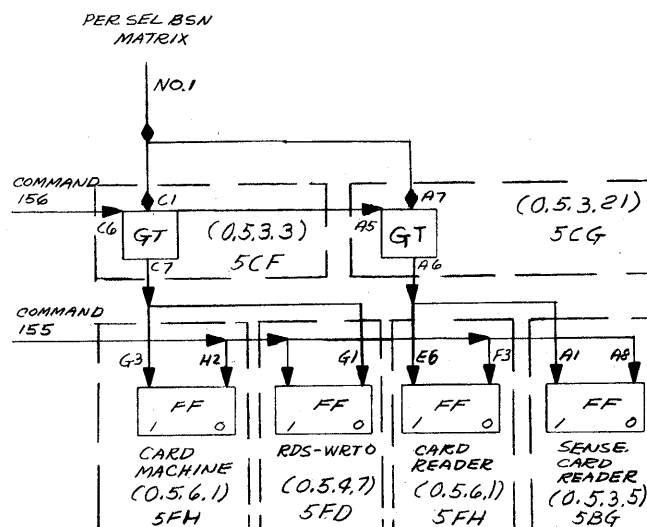 PER SEL BSN
MATRIX
NO.1
COMMAND
156
C1
A7
C6
GT
(0.5.3.3)
5CF
C7
A5
GT
(0.5.3.21)
5CG
A6
COMMAND
155
G3
H2
G1
E6
F3
A1
A8
FF
1 0
FF
1 0
FF
1 0
FF
1 0
CARD
MACHINE
(0.5.6.1)
5FH
RDS-WRTO
(0.5.4.7)
5FD
CARD
READER
(0.5.6.1)
5FH
SENSE.
CARD
READER
(0.5.3.5)
5BG